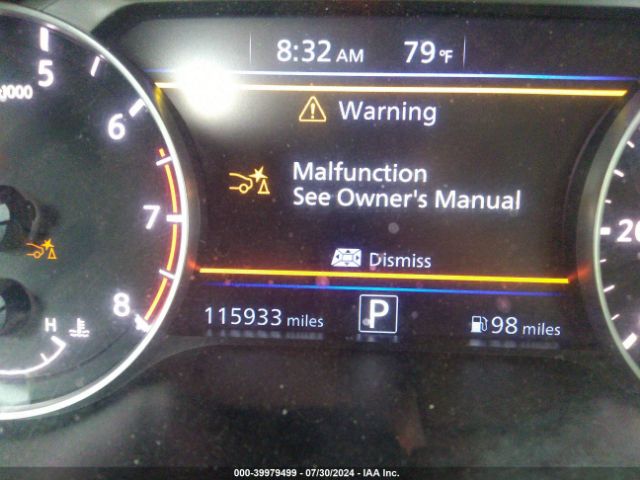 8:32 AM 79°F
5
x1000
6
7
8
H
Warning
Malfunction
See Owner's Manual
Dismiss
115933 miles P 98 miles
000-39979499 - 07/30/2024 - IAA Inc.